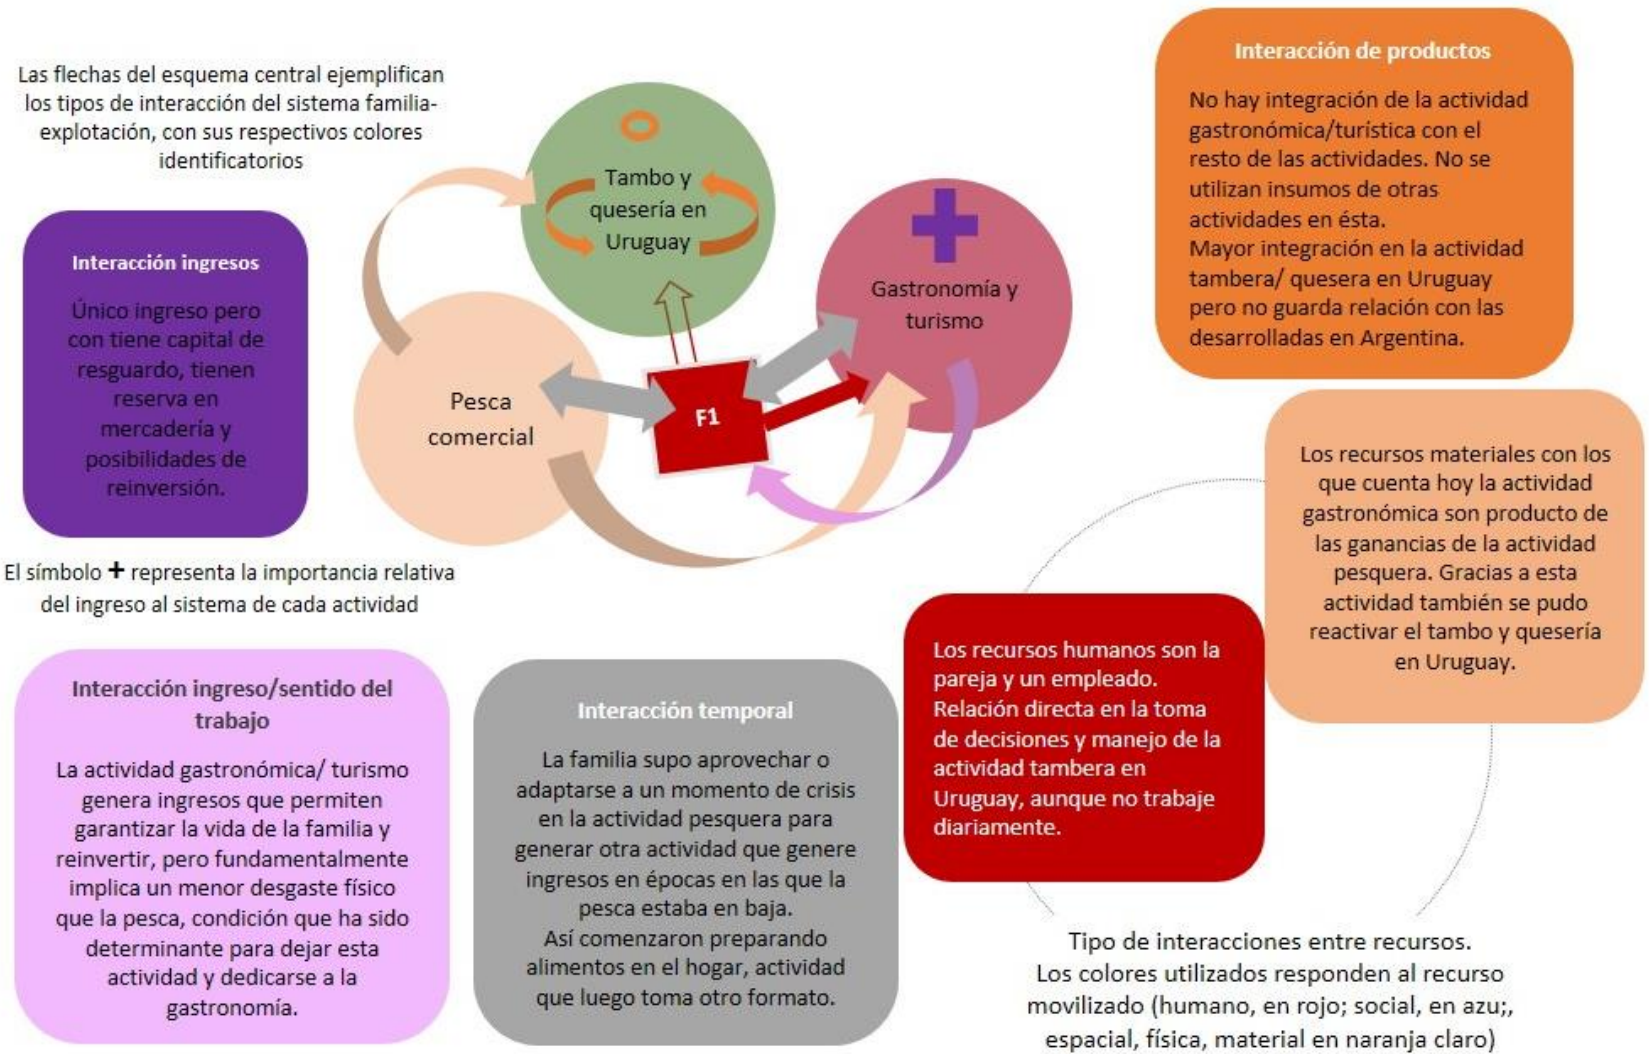 Las flechas del esquema central ejemplifican
los tipos de interacción del sistema familia-
explotación, con sus respectivos colores
identificatorios
Interacción ingresos
Único ingreso pero
con tiene capital de
resguardo, tienen
reserva en
mercadería y
posibilidades de
reinversión.
El símbolo + representa la importancia relativa
del ingreso al sistema de cada actividad
Tambo y
quesería en
Uruguay
Gastronomía y
turismo
Pesca
comercial
F1
Interacción de productos
No hay integración de la actividad
gastronómica/turística con el
resto de las actividades. No se
utilizan insumos de otras
actividades en ésta.
Mayor integración en la actividad
tambera/ quesera en Uruguay
pero no guarda relación con las
desarrolladas en Argentina.
Los recursos materiales con los
que cuenta hoy la actividad
gastronómica son producto de
las ganancias de la actividad
pesquera. Gracias a esta
actividad también se pudo
reactivar el tambo y quesería
en Uruguay.
Interacción ingreso/sentido del
trabajo
La actividad gastronómica/ turismo
genera ingresos que permiten
garantizar la vida de la familia y
reinvertir, pero fundamentalmente
implica un menor desgaste físico
que la pesca, condición que ha sido
determinante para dejar esta
actividad y dedicarse a la
gastronomía.
Interacción temporal
La familia supo aprovechar o
adaptarse a un momento de crisis
en la actividad pesquera para
generar otra actividad que genere
ingresos en épocas en las que la
pesca estaba en baja.
Así comenzaron preparando
alimentos en el hogar, actividad
que luego toma otro formato.
Los recursos humanos son la
pareja y un empleado.
Relación directa en la toma
de decisiones y manejo de la
actividad tambera en
Uruguay, aunque no trabaje
diariamente.
Tipo de interacciones entre recursos.
Los colores utilizados responden al recurso
movilizado (humano, en rojo; social, en azu;,
espacial, física, material en naranja claro)